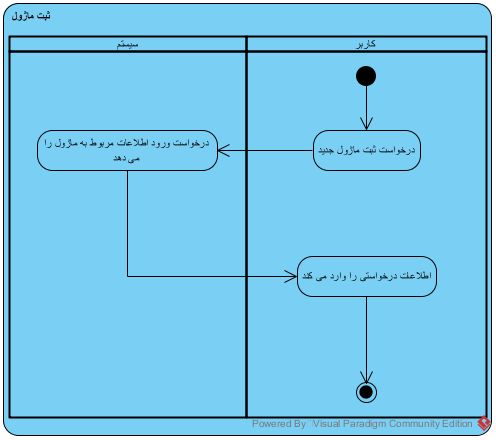 ثبت ماژول
کاربر
سیستم
درخواست ثبت ماژول جدید
درخواست ورود اطلاعات مربوط به ماژول را
می دهد
اطلاعات درخواستی را وارد می کند
Powered By Visual Paradigm Community Edition